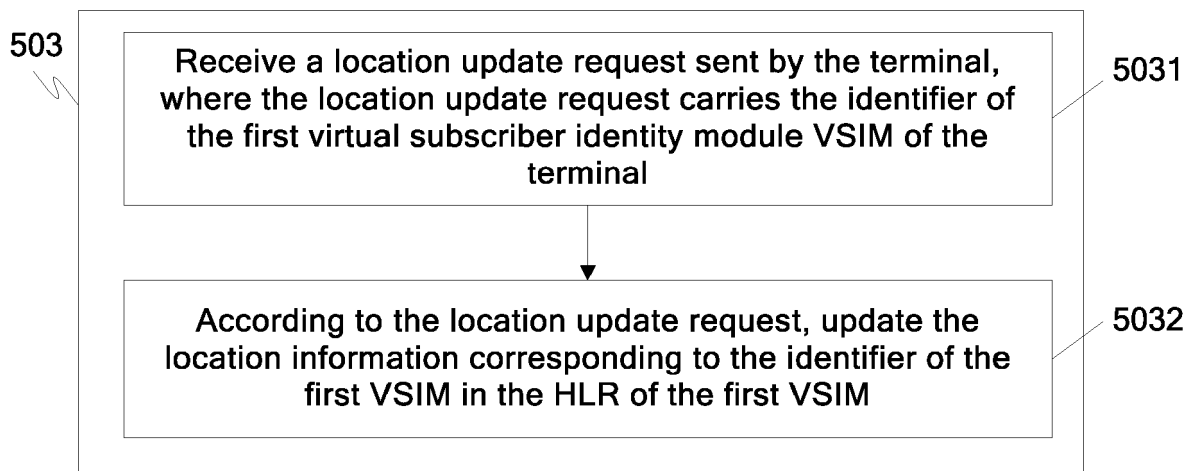 503
Receive a location update request sent by the terminal,
where the location update request carries the identifier of
the first virtual subscriber identity module VSIM of the
terminal
5031
According to the location update request, update the
location information corresponding to the identifier of the
first VSIM in the HLR of the first VSIM
5032